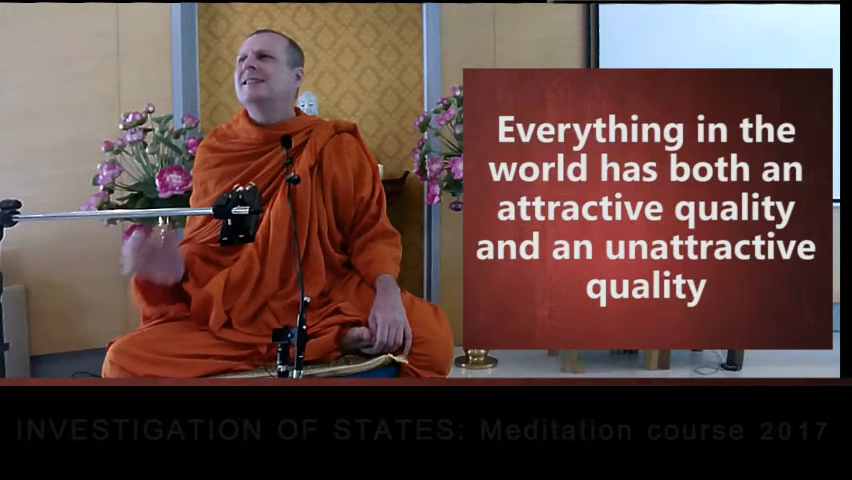 Everything in the
world has both an
attractive quality
and an unattractive
quality
INVESTIGATION OF STATES: Meditation course 2017